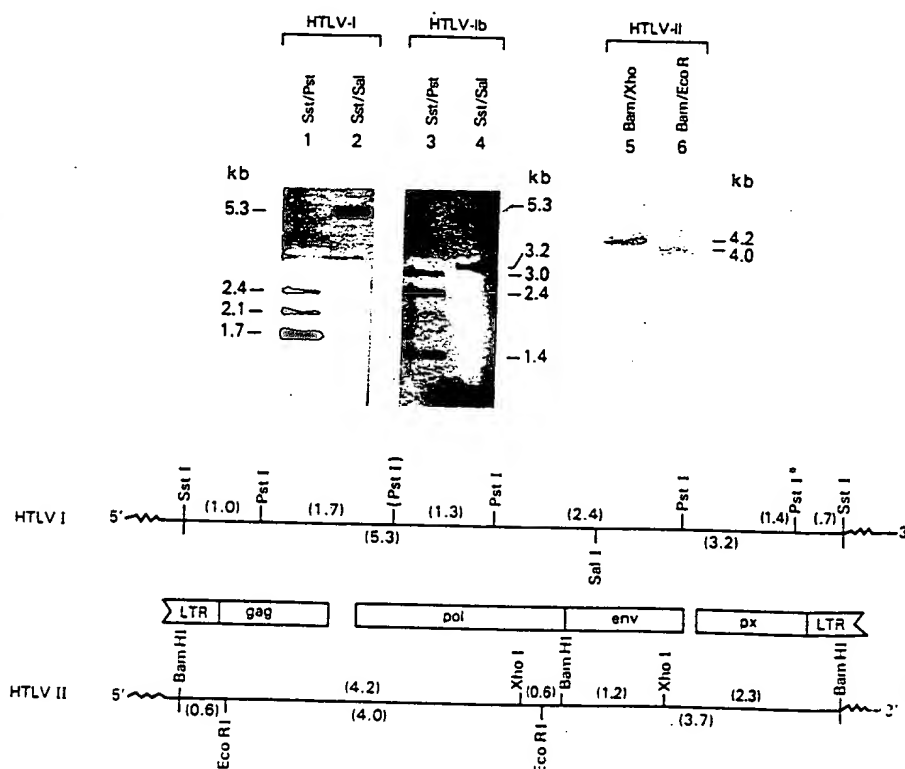 HTLV-I HTLV-Ib HTLV-II
Sst/Pst Sst/Sal Sst/Pst Sst/Sal Bam/Xho Bam/Eco R
1 2 3 4 5 6
kb kb kb
5.3 5.3
4.2
4.0
3.2
3.0
2.4 2.4
2.1
1.7
1.4
Sst I Pst I (Pst I) Pst I Pst I Pst I* Sst I
HTLV I 5' (1.0) (1.7) (1.3) (2.4) (1.4) (.7) 3'
(5.3) (3.2)
Sal I
LTR gag pol env px LTR
Bam HI Xho I Bam HI Xho I Bam HI
HTLV II 5' (4.2) (0.6) (1.2) (2.3) 3'
(0.6) (4.0) (3.7)
Eco RI Eco RI